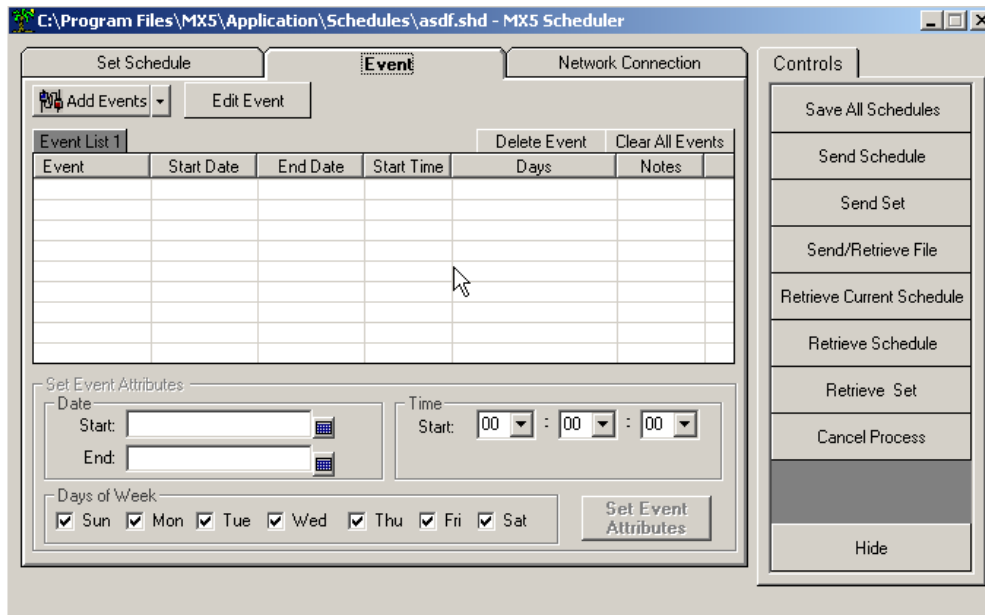 C:\Program Files\MX5\Application\Schedules\asdf.shd - MX5 Scheduler
Set Schedule
Event
Network Connection
Add Events
Edit Event
Event List 1
Delete Event
Clear All Events
Event
Start Date
End Date
Start Time
Days
Notes
Set Event Attributes
Date
Start:
End:
Time
Start:
00 : 00 : 00
Days of Week
Sun Mon Tue Wed Thu Fri Sat
Set Event
Attributes
Controls
Save All Schedules
Send Schedule
Send Set
Send/Retrieve File
Retrieve Current Schedule
Retrieve Schedule
Retrieve Set
Cancel Process
Hide